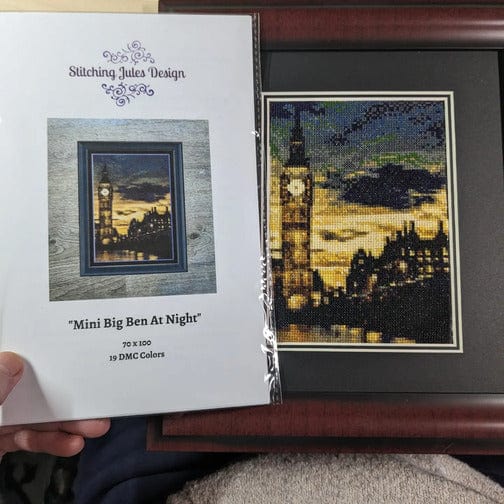 Stitching Jules Design
"Mini Big Ben At Night"
70 x 100
19 DMC Colors